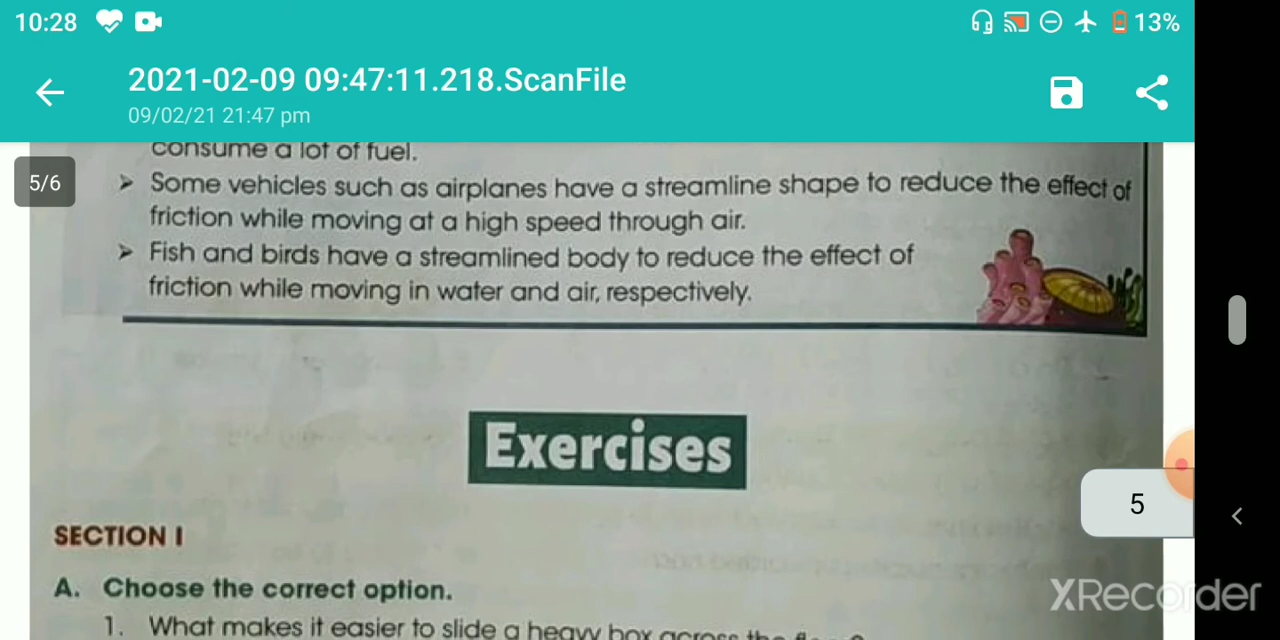 10:28
13%
2021-02-09 09:47:11.218.ScanFile
09/02/21 21:47 pm
5/6
consume a lot of fuel.
➤ Some vehicles such as airplanes have a streamline shape to reduce the effect of
friction while moving at a high speed through air.
➤ Fish and birds have a streamlined body to reduce the effect of
friction while moving in water and air, respectively.
Exercises
5
SECTION I
A. Choose the correct option.
XRecorder
1. What makes it easier to slide a heavy box across the floor?